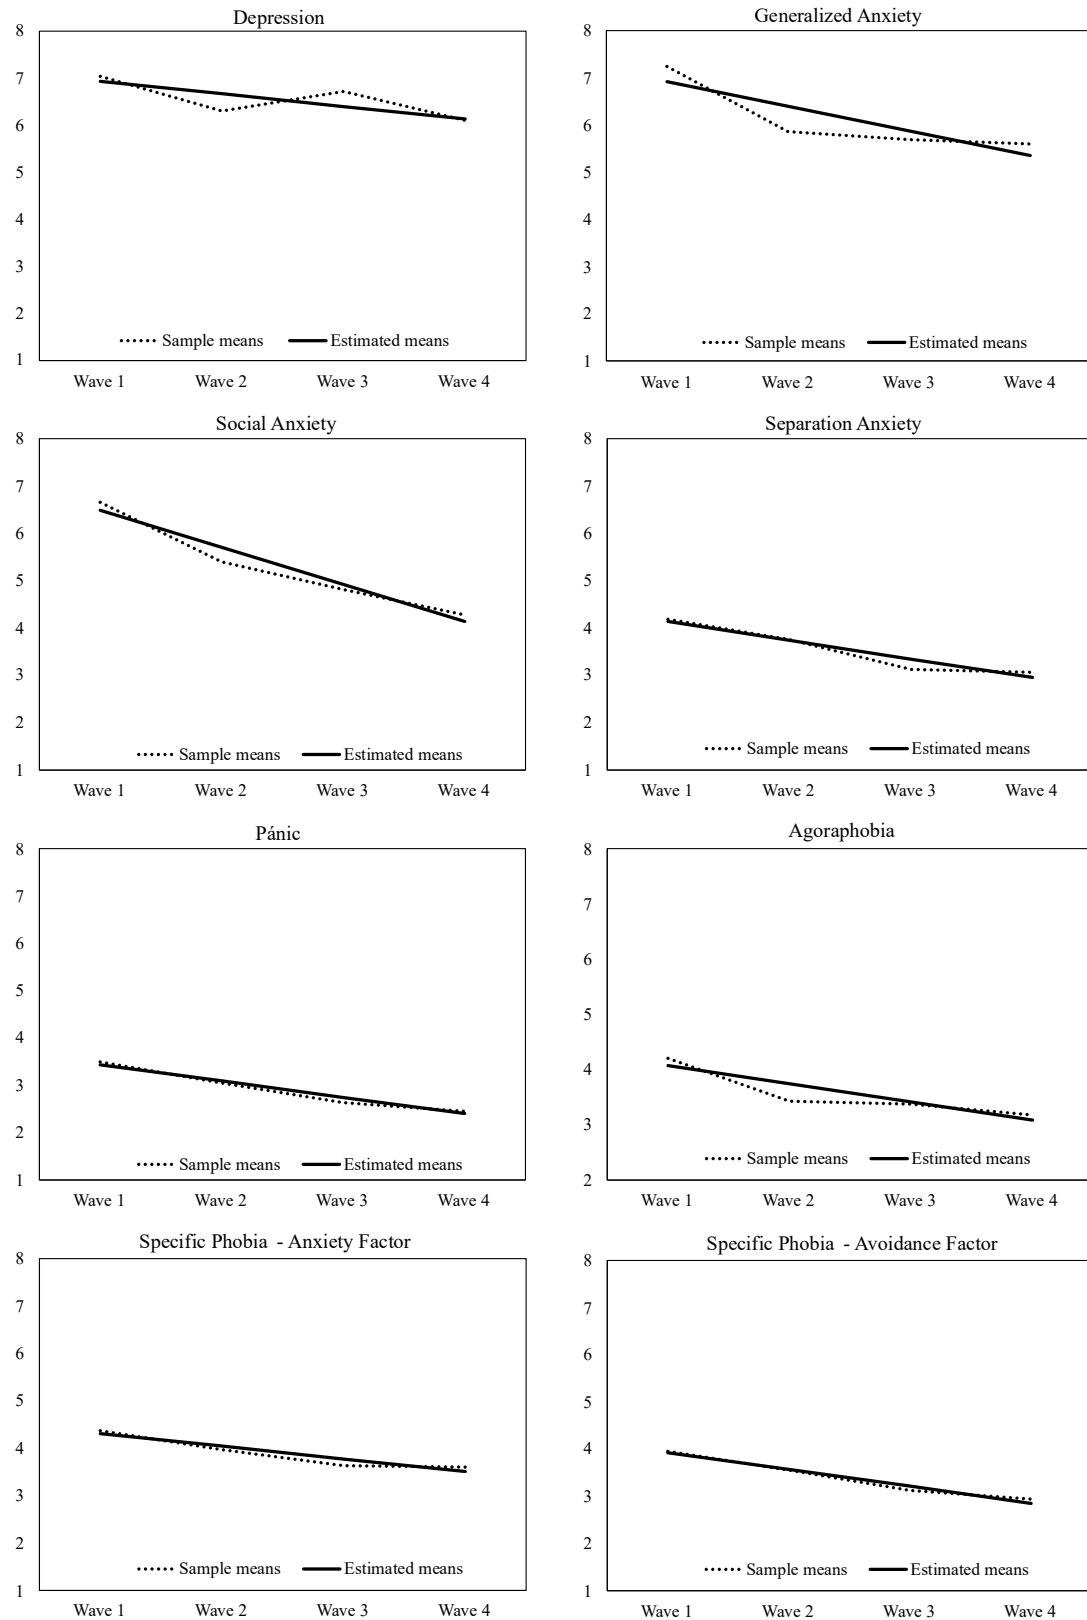 Depression
8
7
6
5
4
3
2
1
Sample means Estimated means
Wave 1 Wave 2 Wave 3 Wave 4
Generalized Anxiety
8
7
6
5
4
3
2
1
Sample means Estimated means
Wave 1 Wave 2 Wave 3 Wave 4
Social Anxiety
8
7
6
5
4
3
2
1
Sample means Estimated means
Wave 1 Wave 2 Wave 3 Wave 4
Separation Anxiety
8
7
6
5
4
3
2
1
Sample means Estimated means
Wave 1 Wave 2 Wave 3 Wave 4
Pánic
8
7
6
5
4
3
2
1
Sample means Estimated means
Wave 1 Wave 2 Wave 3 Wave 4
Agoraphobia
8
7
6
5
4
3
2
Sample means Estimated means
Wave 1 Wave 2 Wave 3 Wave 4
Specific Phobia - Anxiety Factor
8
7
6
5
4
3
2
1
Sample means Estimated means
Wave 1 Wave 2 Wave 3 Wave 4
Specific Phobia - Avoidance Factor
8
7
6
5
4
3
2
1
Sample means Estimated means
Wave 1 Wave 2 Wave 3 Wave 4